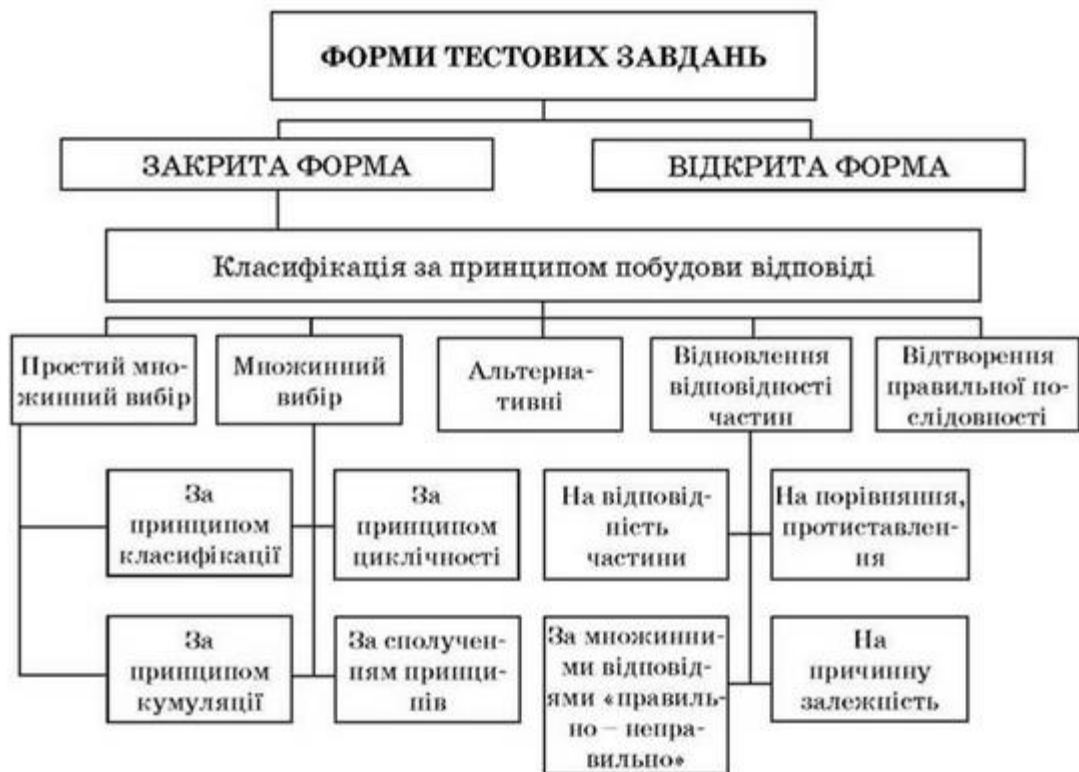 ФОРМИ ТЕСТОВИХ ЗАВДАНЬ
ЗАКРИТА ФОРМА
ВІДКРИТА ФОРМА
Класифікація за принципом побудови відповіді
Простий мно-
жинний вибір
Множинний
вибір
Альтерна-
тивні
Відновлення
відповідності
частин
Відтворення
правильної по-
слідовності
За
принципом
класифікації
За
принципом
циклічності
На відповід-
ність
частини
На порівняння,
протиставлен-
ня
За
принципом
кумуляції
За сполучен-
ням принци-
пів
За множинни-
ми відповід-
ями «правиль-
но – непра-
вильно»
На
причинну
залежність